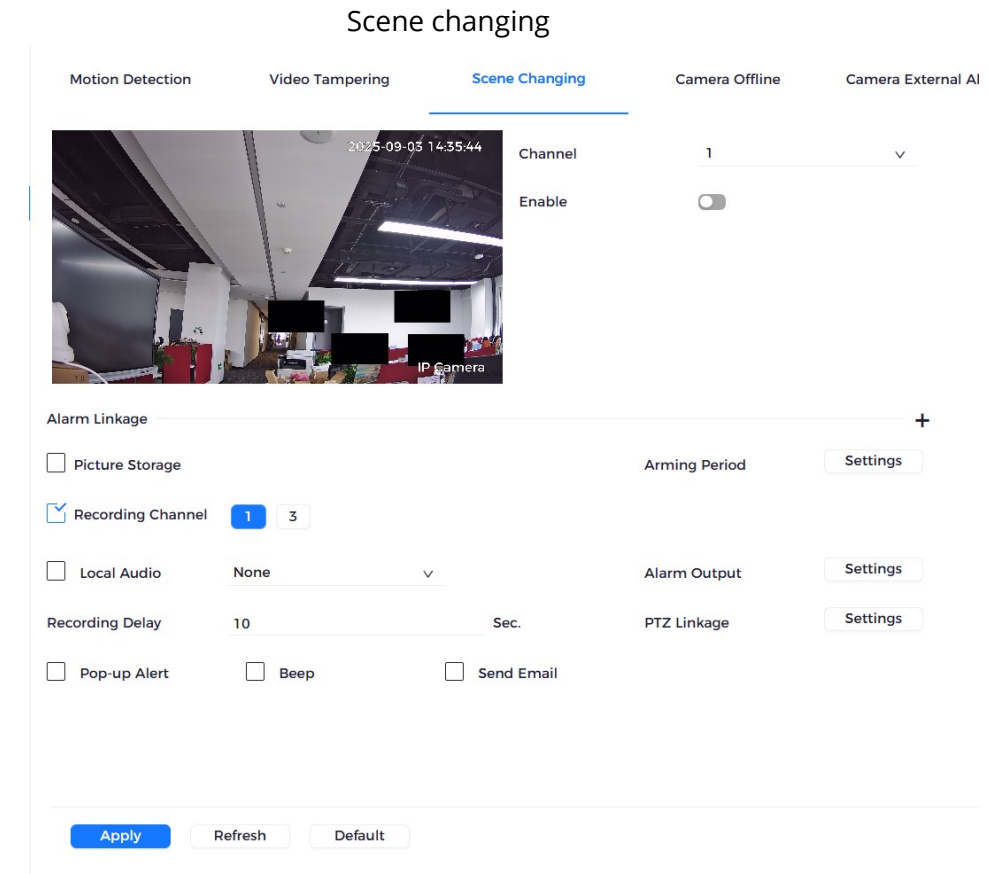 Scene changing
Motion Detection Video Tampering Scene Changing Camera Offline Camera External Al
2025-09-03 14:35:44
Channel 1
Enable
IP Camera
Alarm Linkage +
Picture Storage Arming Period Settings
Recording Channel 1 3
Local Audio None Alarm Output Settings
Recording Delay 10 Sec. PTZ Linkage Settings
Pop-up Alert Beep Send Email
Apply Refresh Default